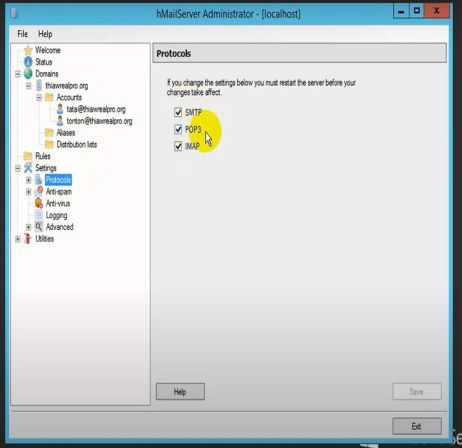 hMailServer Administrator - [localhost]
File Help
Welcome
Status
Domains
thiawrealpro.org
Accounts
tata@thiawrealpro.org
tonton@thiawrealpro.org
Aliases
Distribution lists
Rules
Settings
Protocols
Anti-spam
Anti-virus
Logging
Advanced
Utilities
Protocols
If you change the settings below you must restart the server before your
changes take affect.
SMTP
POP3
IMAP
Help
Save
Exit